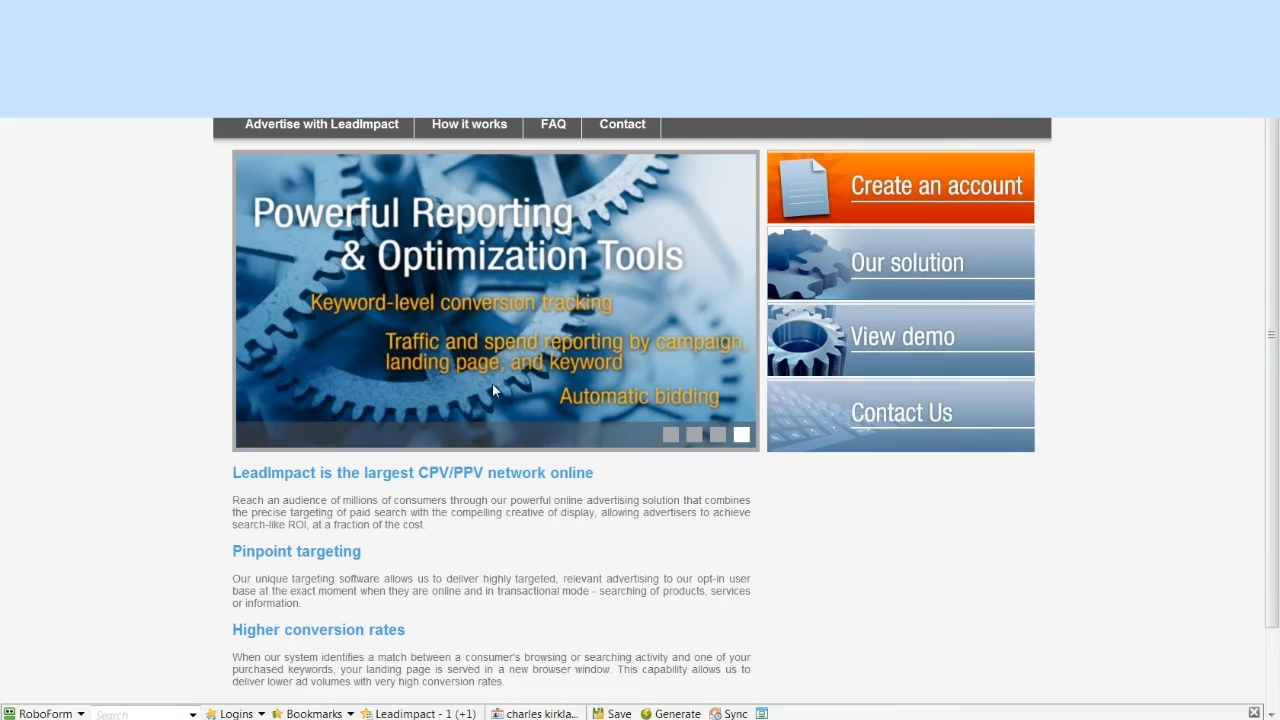 Advertise with LeadImpact How it works FAQ Contact
Powerful Reporting
& Optimization Tools
Keyword-level conversion tracking
Traffic and spend reporting by campaign,
landing page, and keyword
Automatic bidding
Create an account
Our solution
View demo
Contact Us
LeadImpact is the largest CPV/PPV network online
Reach an audience of millions of consumers through our powerful online advertising solution that combines
the precise targeting of paid search with the compelling creative of display, allowing advertisers to achieve
search-like ROI, at a fraction of the cost.
Pinpoint targeting
Our unique targeting software allows us to deliver highly targeted, relevant advertising to our opt-in user
base at the exact moment when they are online and in transactional mode - searching of products, services
or information.
Higher conversion rates
When our system identifies a match between a consumer's browsing or searching activity and one of your
purchased keywords, your landing page is served in a new browser window. This capability allows us to
deliver lower ad volumes with very high conversion rates.
RoboForm Search Logins Bookmarks Leadimpact - 1 (+1) charles kirkla... Save Generate Sync